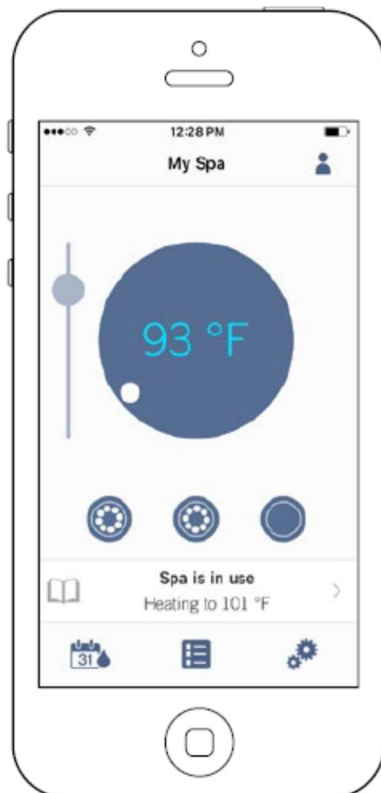 12:28 PM
My Spa
93 °F
Spa is in use
Heating to 101 °F
31